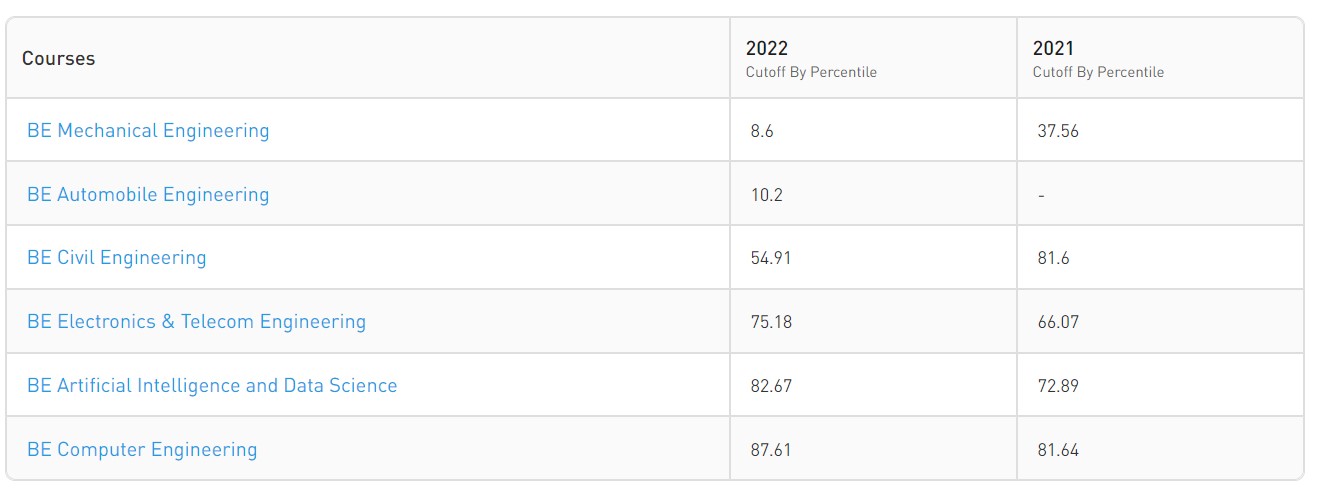 Courses
2022
Cutoff By Percentile
2021
Cutoff By Percentile
BE Mechanical Engineering 8.6 37.56
BE Automobile Engineering 10.2 -
BE Civil Engineering 54.91 81.6
BE Electronics & Telecom Engineering 75.18 66.07
BE Artificial Intelligence and Data Science 82.67 72.89
BE Computer Engineering 87.61 81.64